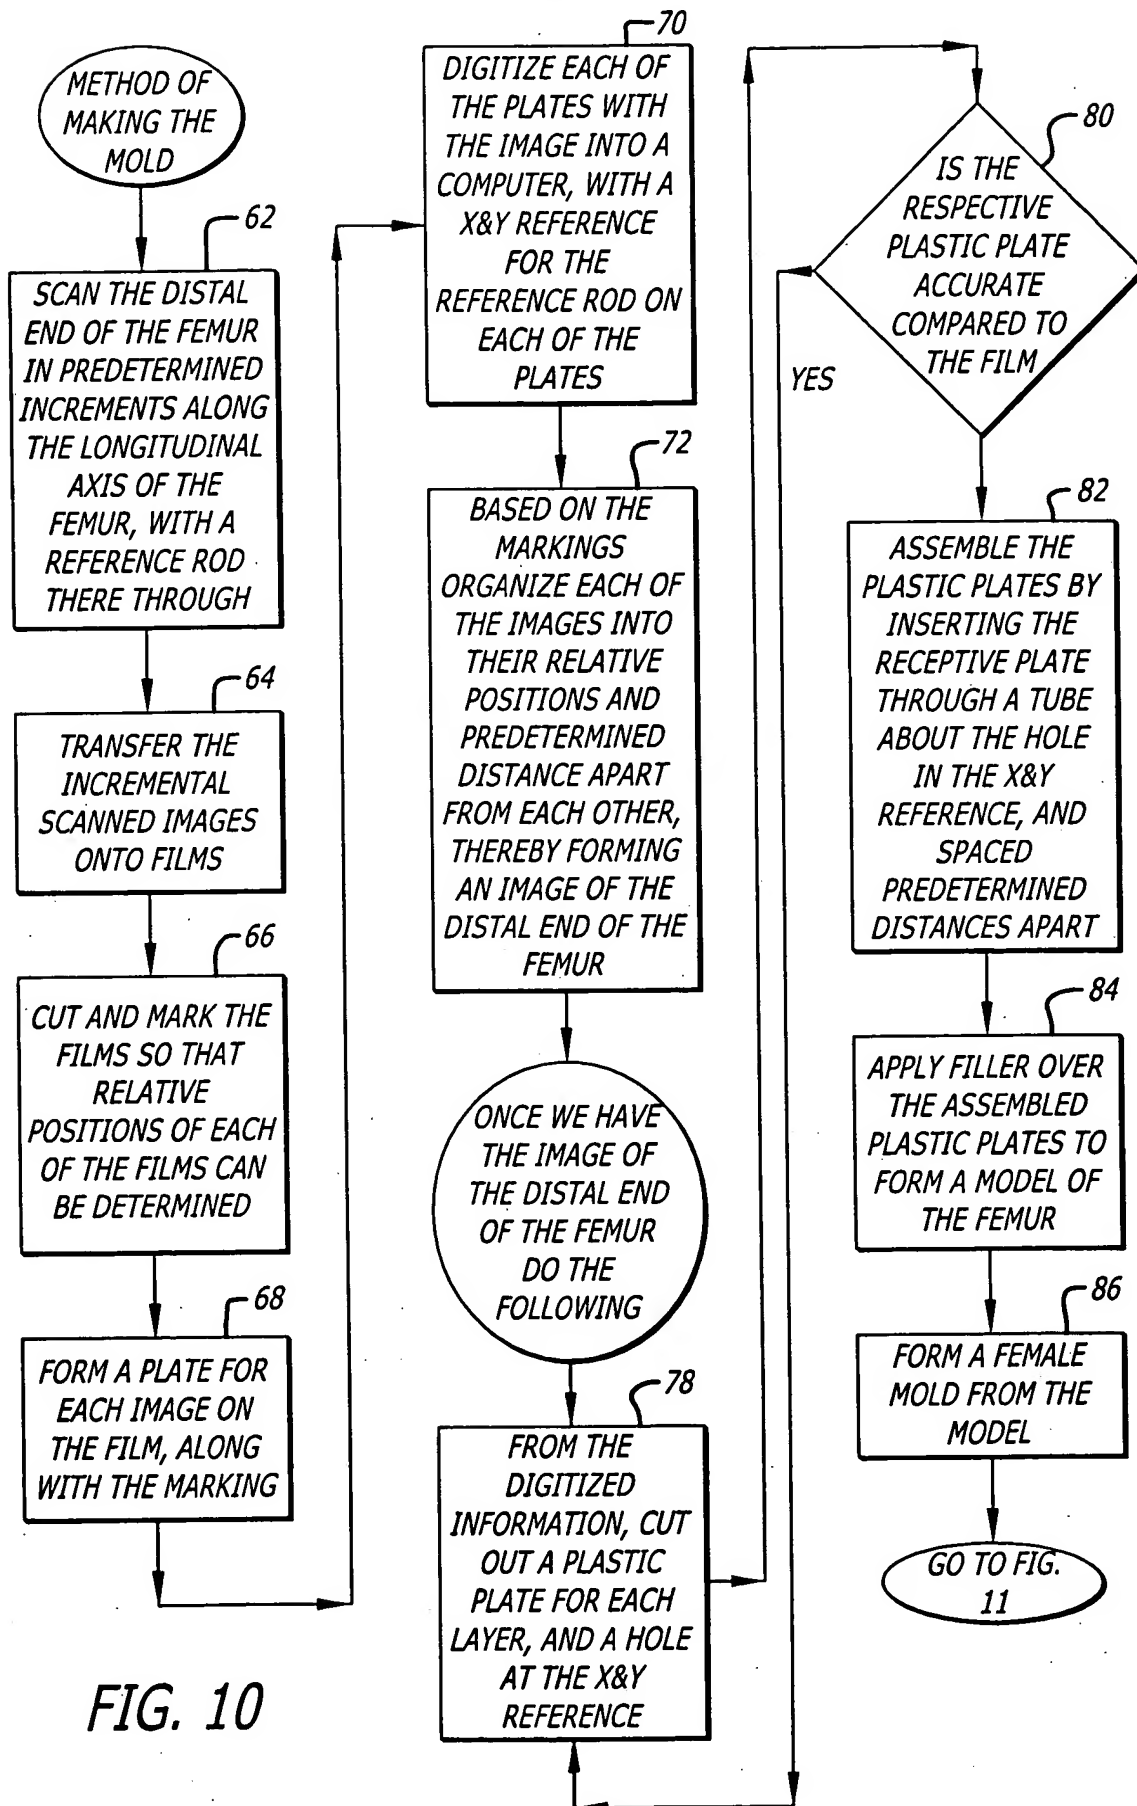 METHOD OF
MAKING THE
MOLD
62
SCAN THE DISTAL
END OF THE FEMUR
IN PREDETERMINED
INCREMENTS ALONG
THE LONGITUDINAL
AXIS OF THE
FEMUR, WITH A
REFERENCE ROD
THERE THROUGH
64
TRANSFER THE
INCREMENTAL
SCANNED IMAGES
ONTO FILMS
66
CUT AND MARK THE
FILMS SO THAT
RELATIVE
POSITIONS OF EACH
OF THE FILMS CAN
BE DETERMINED
68
FORM A PLATE FOR
EACH IMAGE ON
THE FILM, ALONG
WITH THE MARKING
70
DIGITIZE EACH OF
THE PLATES WITH
THE IMAGE INTO A
COMPUTER, WITH A
X&Y REFERENCE
FOR THE
REFERENCE ROD ON
EACH OF THE
PLATES
72
BASED ON THE
MARKINGS
ORGANIZE EACH OF
THE IMAGES INTO
THEIR RELATIVE
POSITIONS AND
PREDETERMINED
DISTANCE APART
FROM EACH OTHER,
THEREBY FORMING
AN IMAGE OF THE
DISTAL END OF THE
FEMUR
ONCE WE HAVE
THE IMAGE OF
THE DISTAL END
OF THE FEMUR
DO THE
FOLLOWING
78
FROM THE
DIGITIZED
INFORMATION, CUT
OUT A PLASTIC
PLATE FOR EACH
LAYER, AND A HOLE
AT THE X&Y
REFERENCE
80
IS THE
RESPECTIVE
PLASTIC PLATE
ACCURATE
COMPARED TO
THE FILM
YES
82
ASSEMBLE THE
PLASTIC PLATES BY
INSERTING THE
RECEPTIVE PLATE
THROUGH A TUBE
ABOUT THE HOLE
IN THE X&Y
REFERENCE, AND
SPACED
PREDETERMINED
DISTANCES APART
84
APPLY FILLER OVER
THE ASSEMBLED
PLASTIC PLATES TO
FORM A MODEL OF
THE FEMUR
86
FORM A FEMALE
MOLD FROM THE
MODEL
GO TO FIG.
11
FIG. 10